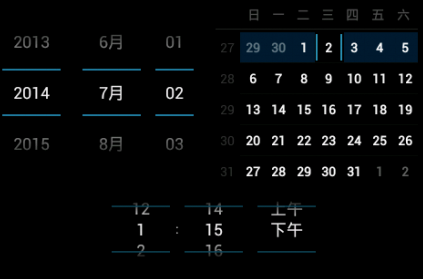 2013 6月 01
2014 7月 02
2015 8月 03
日 一 二 三 四 五 六
27 29 30 1 2 3 4 5
28 6 7 8 9 10 11 12
29 13 14 15 16 17 18 19
30 20 21 22 23 24 25 26
31 27 28 29 30 31 1 2
12 14 上午
1 : 15 下午
2 16